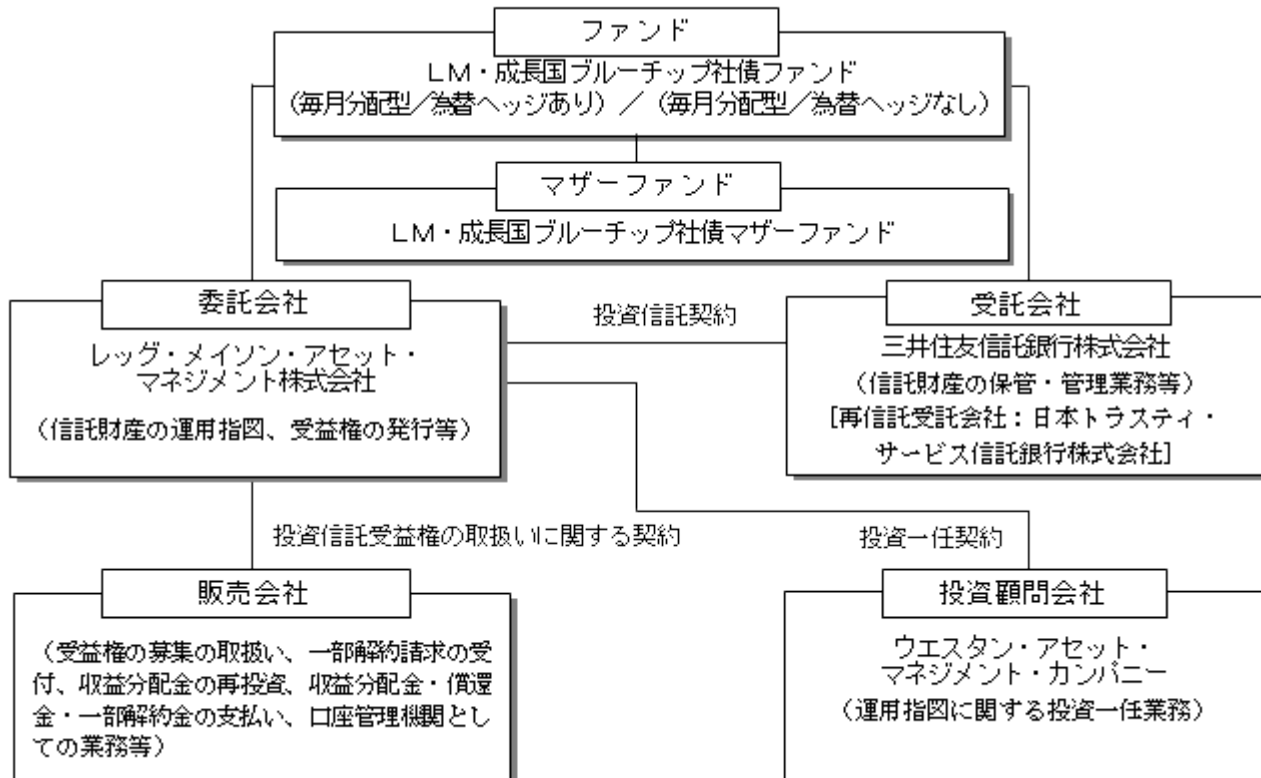 ファンド
LM・成長国ブルーチップ社債ファンド
(毎月分配型/為替ヘッジあり) / (毎月分配型/為替ヘッジなし)
マザーファンド
LM・成長国ブルーチップ社債マザーファンド
委託会社
レッグ・メイソン・アセット・
マネジメント株式会社
(信託財産の運用指図、受益権の発行等)
投資信託契約
受託会社
三井住友信託銀行株式会社
(信託財産の保管・管理業務等)
[再信託受託会社:日本トラスティ・
サービス信託銀行株式会社]
投資信託受益権の取扱いに関する契約
投資一任契約
販売会社
(受益権の募集の取扱い、一部解約請求の受
付、収益分配金の再投資、収益分配金・償還
金・一部解約金の支払い、口座管理機関とし
ての業務等)
投資顧問会社
ウエスタン・アセット・
マネジメント・カンパニー
(運用指図に関する投資一任業務)